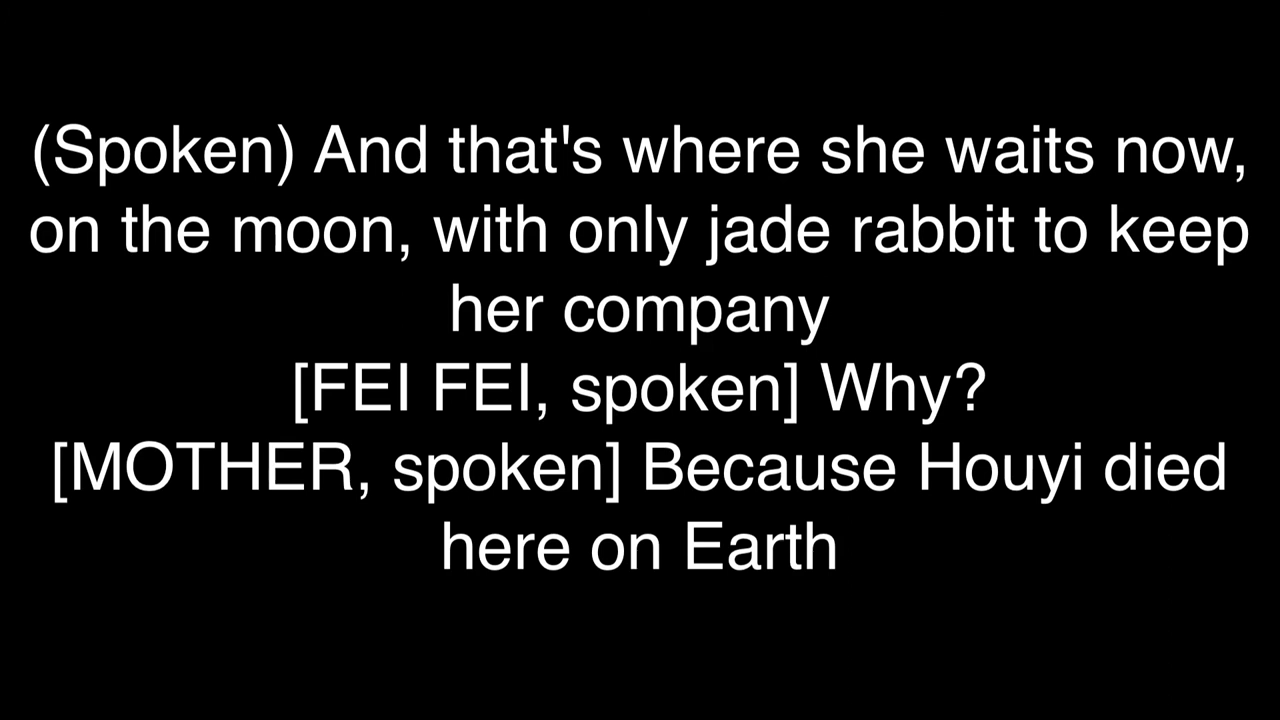 (Spoken) And that's where she waits now,
on the moon, with only jade rabbit to keep
her company
[FEI FEI, spoken] Why?
[MOTHER, spoken] Because Houyi died
here on Earth